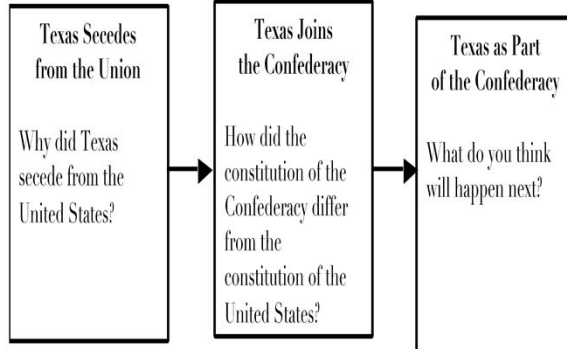 Texas Secedes
from the Union
Why did Texas
secede from the
United States?
Texas Joins
the Confederacy
How did the
constitution of the
Confederacy differ
from the
constitution of the
United States?
Texas as Part
of the Confederacy
What do you think
will happen next?